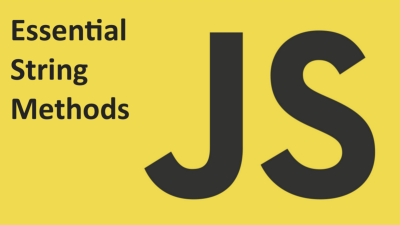 Essential
String
Methods
JS